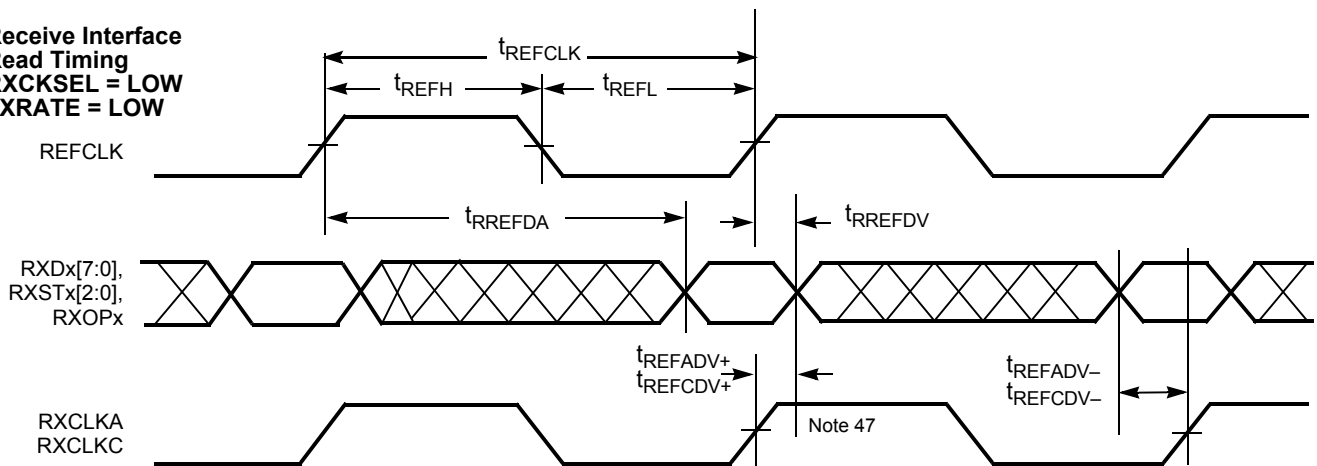 Receive Interface
Read Timing
RXCKSEL = LOW
XRATE = LOW
tREFCLK
tREFH
tREFL
REFCLK
tRREFDA
tRREFDV
RXDx[7:0],
RXSTx[2:0],
RXOPx
tREFADV+
tREFCDV+
tREFADV–
tREFCDV–
RXCLKA
RXCLKC
Note 47